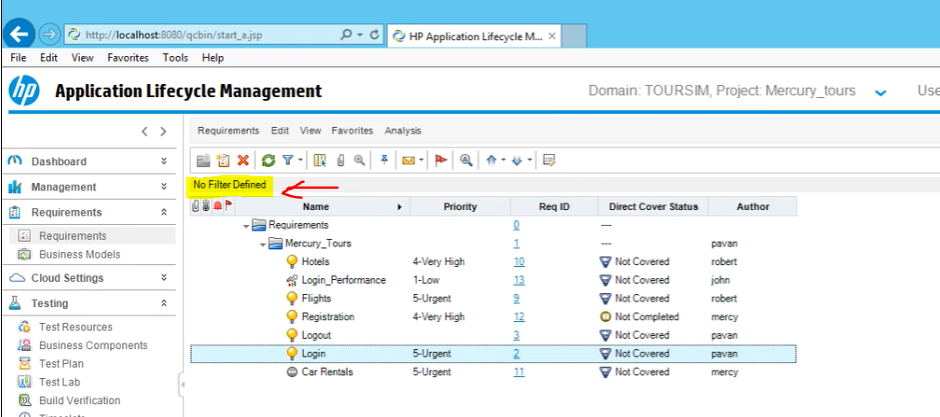 http://localhost:8080/qcbin/start_a.jsp
HP Application Lifecycle M...
File Edit View Favorites Tools Help
hp Application Lifecycle Management Domain: TOURSIM, Project: Mercury_tours Use
Requirements Edit View Favorites Analysis
Dashboard
Management
Requirements
Requirements
Business Models
Cloud Settings
Testing
Test Resources
Business Components
Test Plan
Test Lab
Build Verification
No Filter Defined
Name Priority Req ID Direct Cover Status Author
Requirements 0 ---
Mercury_Tours 1 --- pavan
Hotels 4-Very High 10 Not Covered robert
Login_Performance 1-Low 13 Not Covered john
Flights 5-Urgent 9 Not Covered robert
Registration 4-Very High 12 Not Completed mercy
Logout 3 Not Covered pavan
Login 5-Urgent 2 Not Covered pavan
Car Rentals 5-Urgent 11 Not Covered mercy